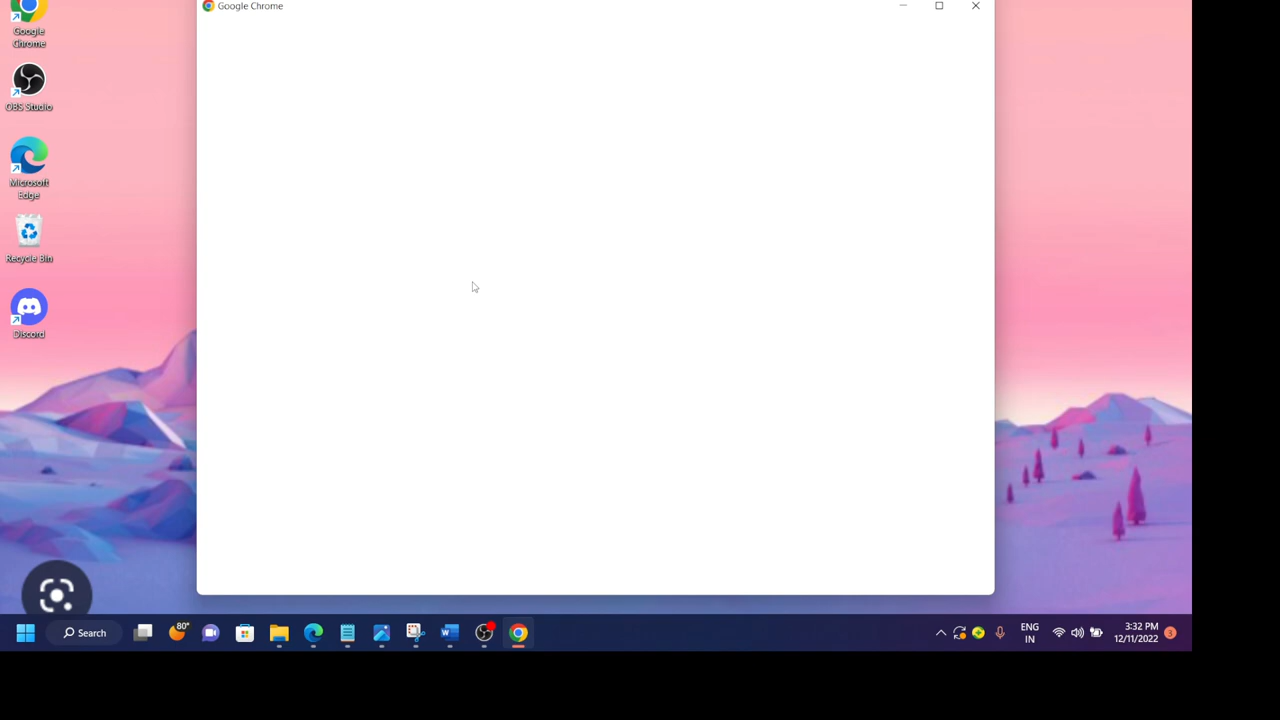 Google Chrome
Google
Chrome
OBS Studio
Microsoft
Edge
Recycle Bin
Discord
Search
80°
ENG
IN
3:32 PM
12/11/2022
3